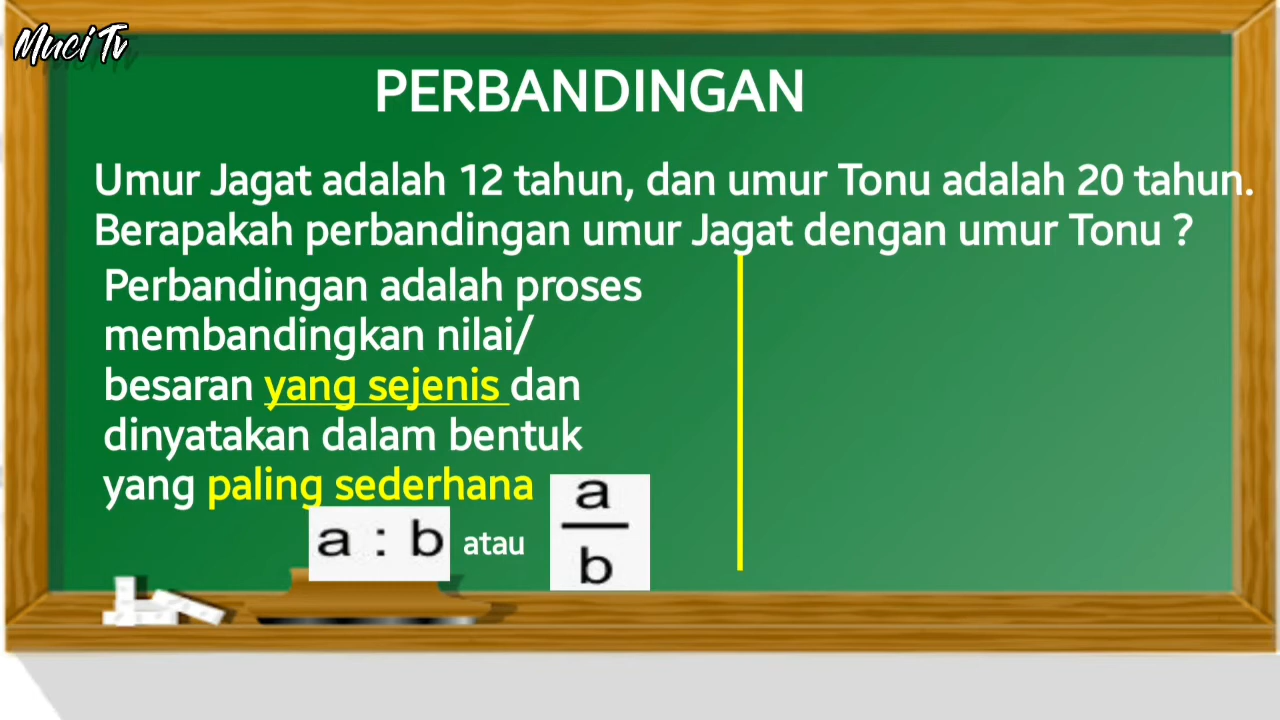 Muci Tv
PERBANDINGAN
Umur Jagat adalah 12 tahun, dan umur Tonu adalah 20 tahun.
Berapakah perbandingan umur Jagat dengan umur Tonu ?
Perbandingan adalah proses
membandingkan nilai/
besaran yang sejenis dan
dinyatakan dalam bentuk
yang paling sederhana
a : b atau
a
b